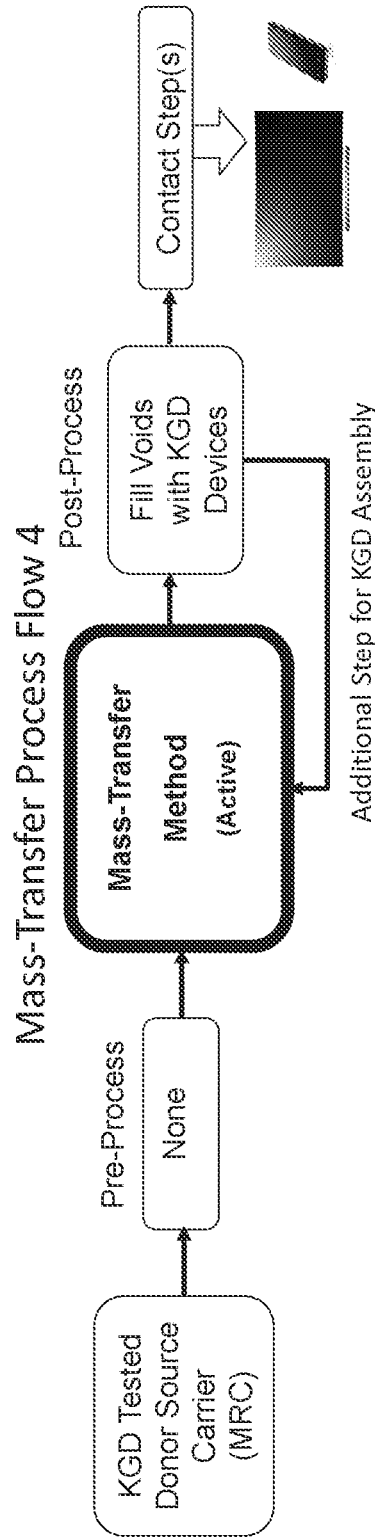 Mass-Transfer Process Flow 4
KGD Tested
Donor Source
Carrier
(MRC)
Pre-Process
None
Mass-Transfer
Method
(Active)
Post-Process
Fill Voids
with KGD
Devices
Contact Step(s)
Additional Step for KGD Assembly